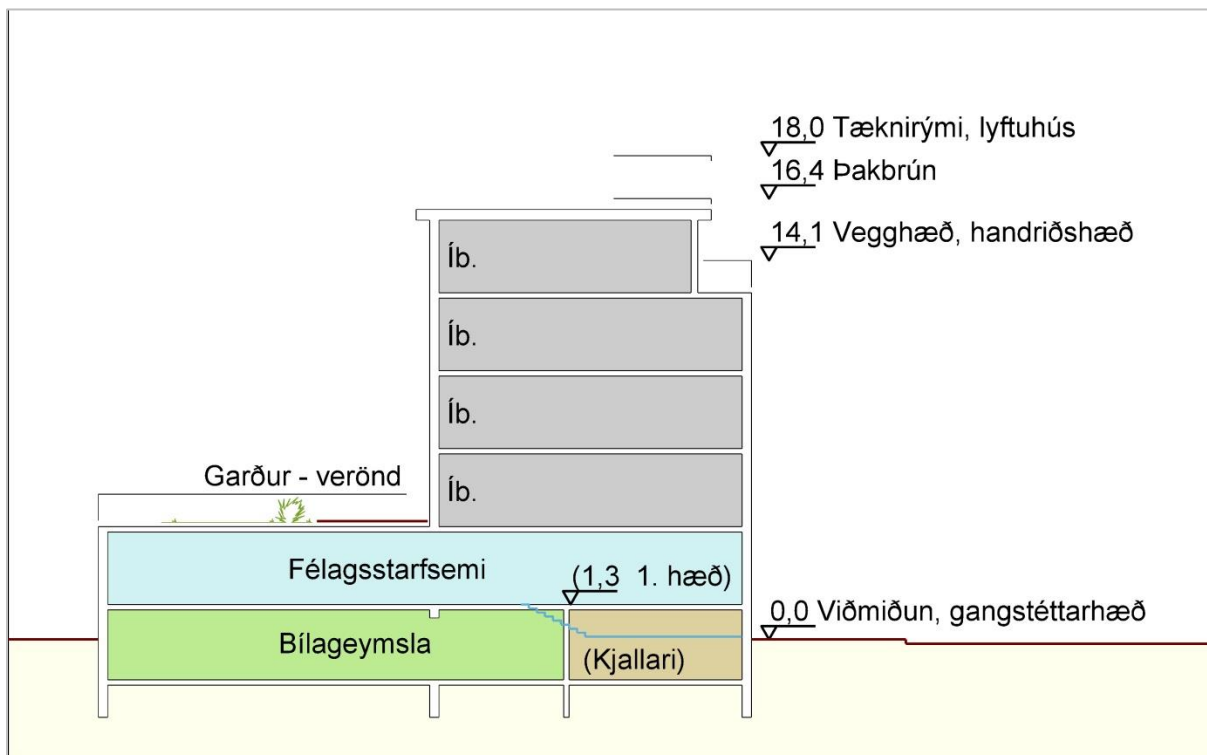 18,0 Tæknirými, lyftuhús
16,4 Þakbrún
14,1 Vegghæð, handriðshæð
Íb.
Íb.
Íb.
Íb.
Garður - verönd
Félagsstarfsemi
(1,3 1. hæð)
0,0 Viðmiðun, gangstéttarhæð
Bílageymsla
(Kjallari)